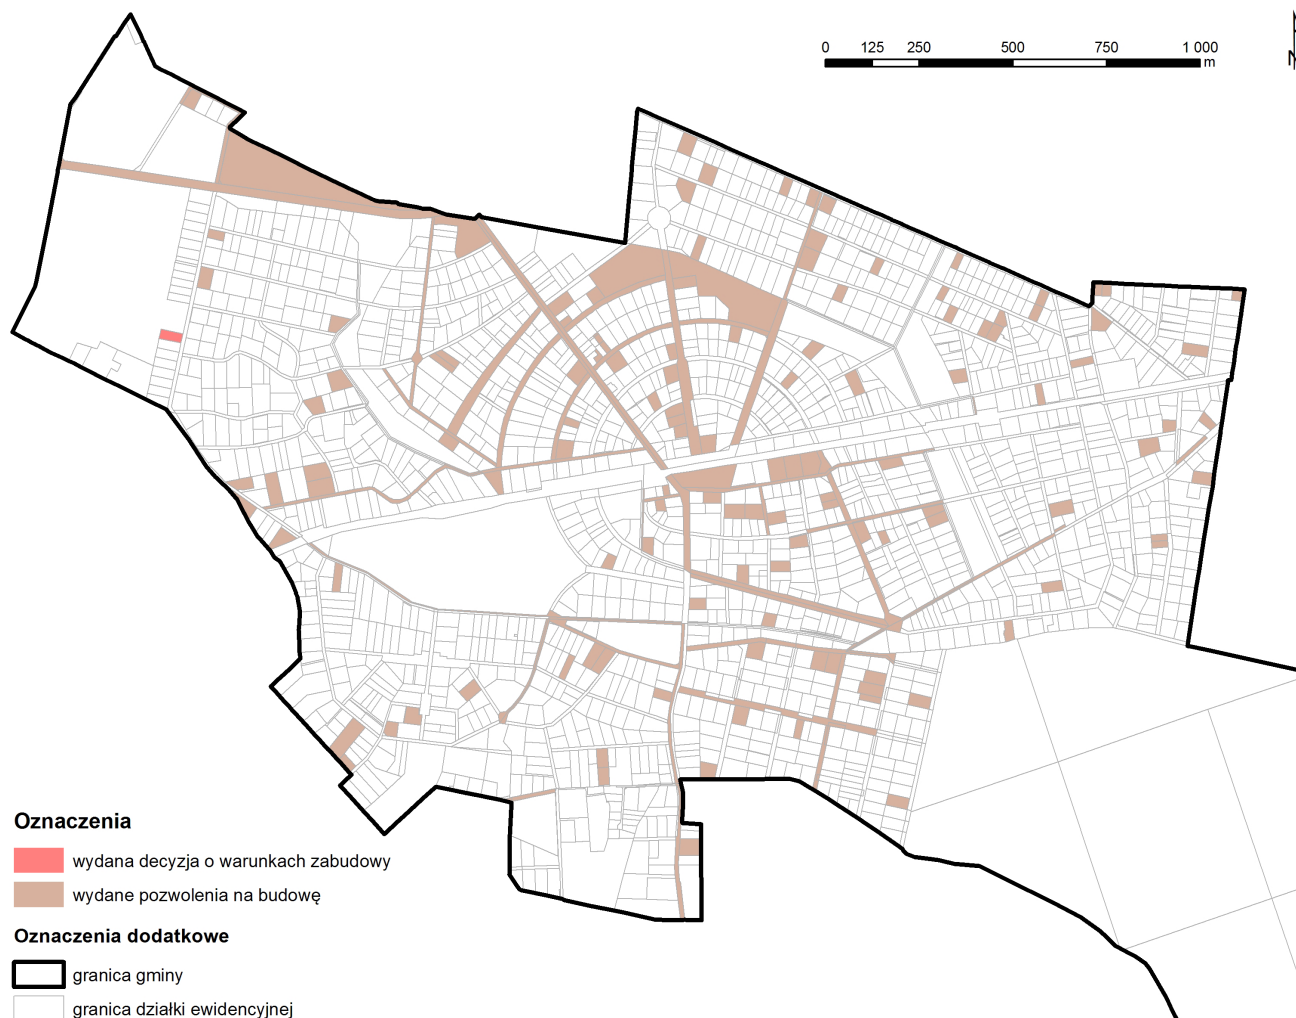 0 125 250 500 750 1 000
m
N
Oznaczenia
wydana decyzja o warunkach zabudowy
wydane pozwolenia na budowę
Oznaczenia dodatkowe
granica gminy
granica działki ewidencyjnej